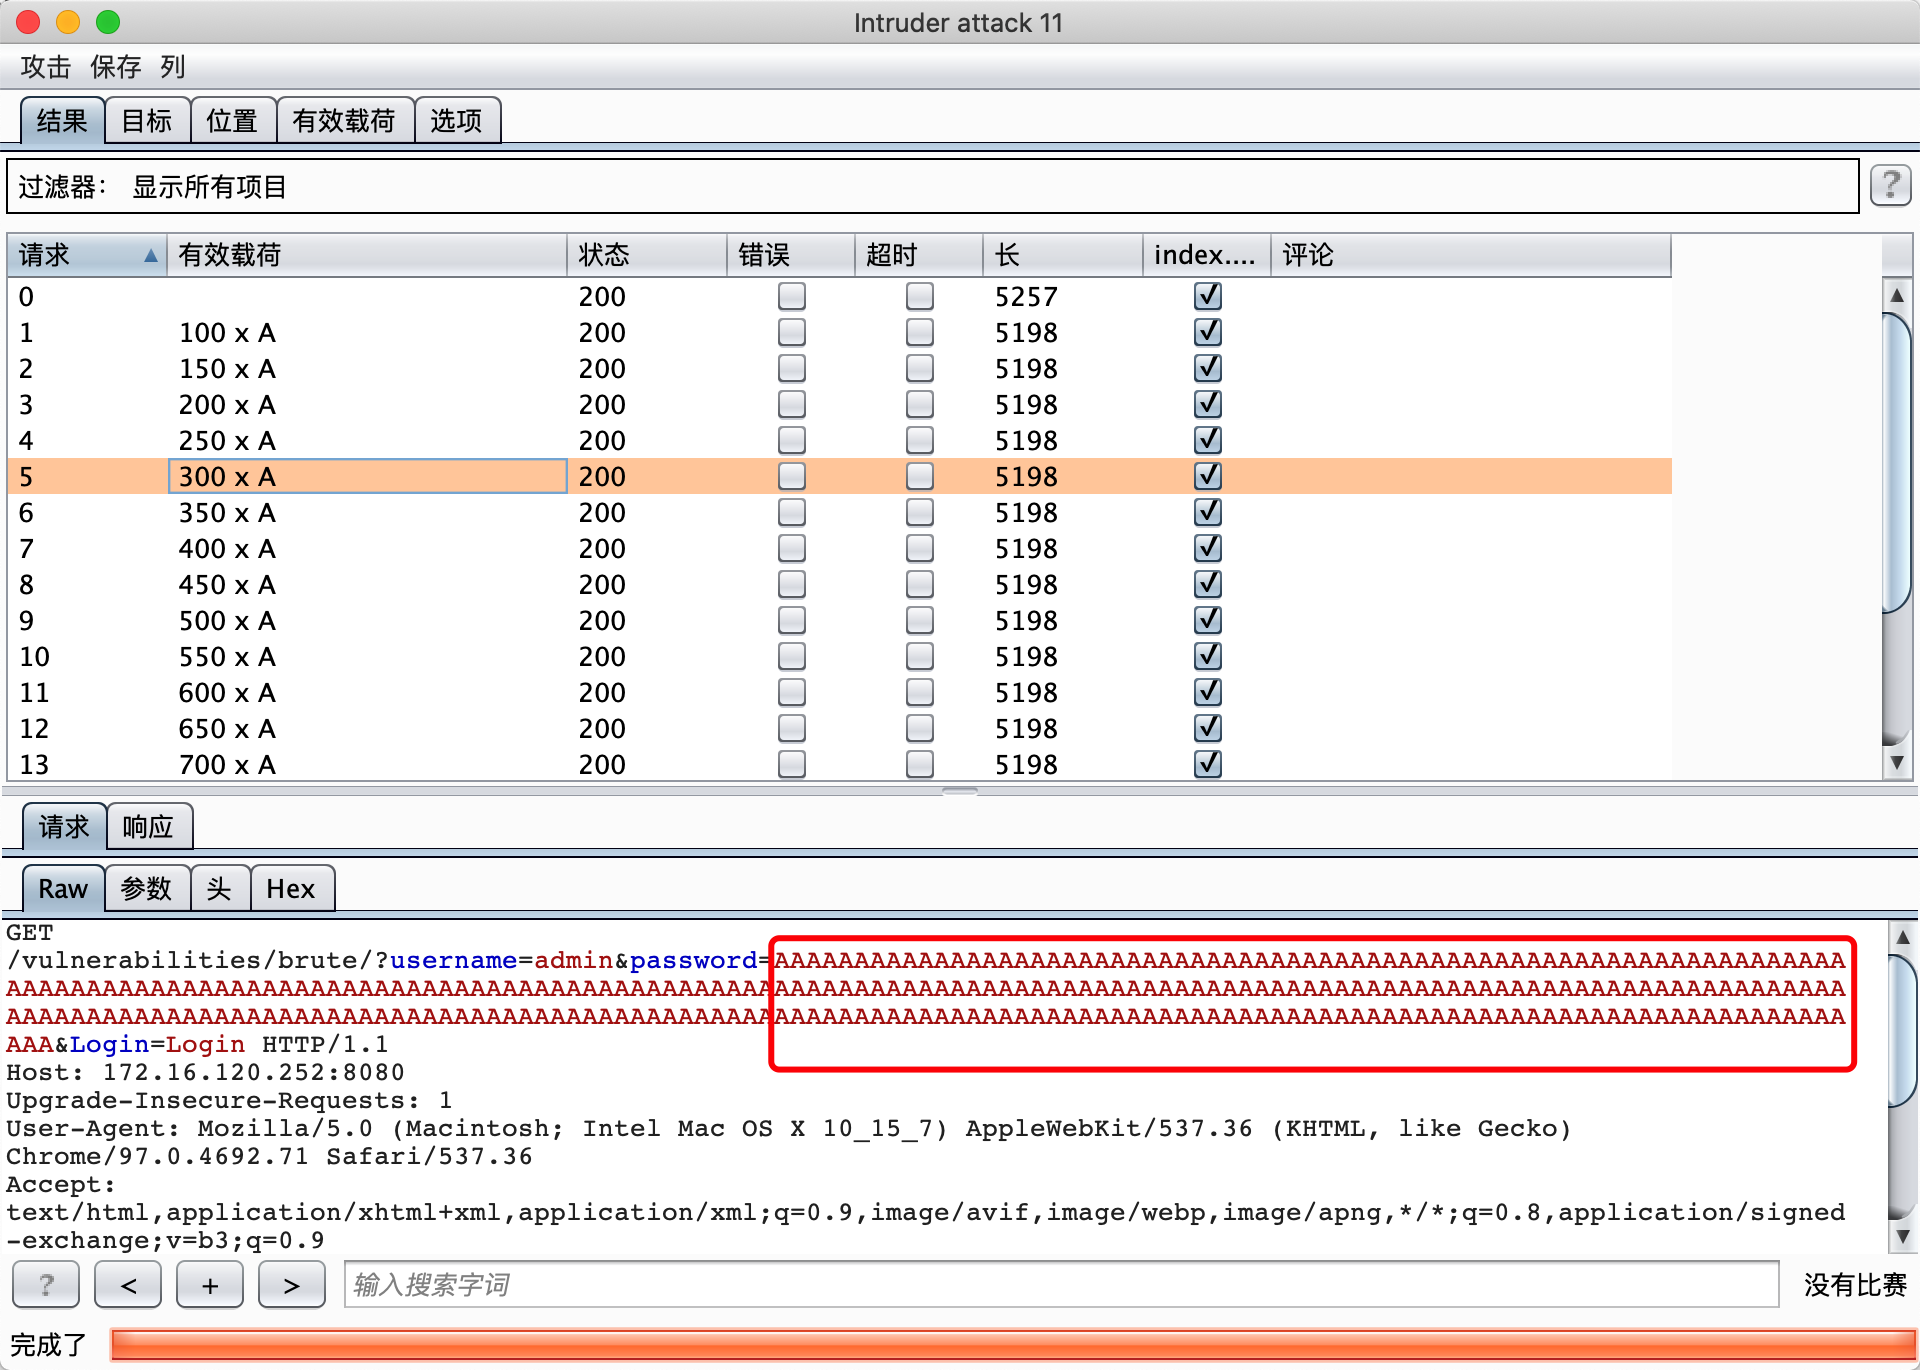 Intruder attack 11
攻击 保存 列
结果 目标 位置 有效载荷 选项
过滤器： 显示所有项目 ?
请求 有效载荷 状态 错误 超时 长 index.... 评论
0 200 5257
1 100 x A 200 5198
2 150 x A 200 5198
3 200 x A 200 5198
4 250 x A 200 5198
5 300 x A 200 5198
6 350 x A 200 5198
7 400 x A 200 5198
8 450 x A 200 5198
9 500 x A 200 5198
10 550 x A 200 5198
11 600 x A 200 5198
12 650 x A 200 5198
13 700 x A 200 5198
请求 响应
Raw 参数 头 Hex
GET
/vulnerabilities/brute/?username=admin&password=AAAAAAAAAAAAAAAAAAAAAAAAAAAAAAAAAAAAAAAAAAAAAAAAAAAAAAAAAAAAAAAAAAA
AAAAAAAAAAAAAAAAAAAAAAAAAAAAAAAAAAAAAAAAAAAAAAAAAAAAAAAAAAAAAAAAAAAAAAAAAAAAAAAAAAAAAAAAAAAAAAAAAAAAAAAAAAAAAAAAAAA
AAAAAAAAAAAAAAAAAAAAAAAAAAAAAAAAAAAAAAAAAAAAAAAAAAAAAAAAAAAAAAAAAAAAAAAAAAAAAAAAAAAAAAAAAAAAAAAAAAAAAAAAAAAAAAAAAAA
AAA&Login=Login HTTP/1.1
Host: 172.16.120.252:8080
Upgrade-Insecure-Requests: 1
User-Agent: Mozilla/5.0 (Macintosh; Intel Mac OS X 10_15_7) AppleWebKit/537.36 (KHTML, like Gecko)
Chrome/97.0.4692.71 Safari/537.36
Accept:
text/html,application/xhtml+xml,application/xml;q=0.9,image/avif,image/webp,image/apng,*/*;q=0.8,application/signed
-exchange;v=b3;q=0.9
? < + > 输入搜索字词 没有比赛
完成了